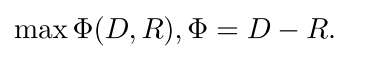 max Φ(D, R), Φ = D − R.